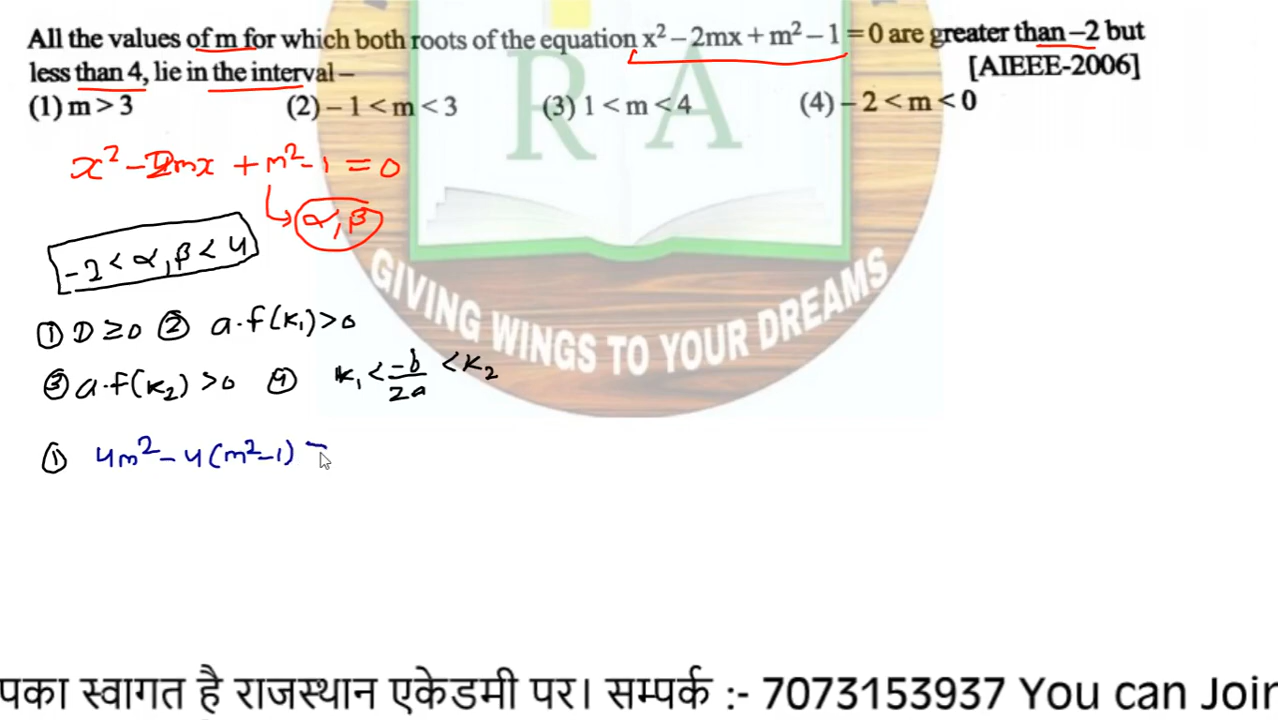 All the values of m for which both roots of the equation x² – 2mx + m² – 1 = 0 are greater than –2 but
less than 4, lie in the interval – [AIEEE-2006]
(1) m > 3 (2) – 1 < m < 3 (3) 1 < m < 4 (4) – 2 < m < 0
R A
x² - 2mx + m² - 1 = 0
α, β
-2 < α, β < 4
GIVING WINGS TO YOUR DREAMS
① D ≥ 0 ② a·f(k₁) > 0
③ a·f(k₂) > 0 ④ k₁ < -b/2a < k₂
① 4m² - 4(m² - 1)
पका स्वागत है राजस्थान एकेडमी पर। सम्पर्क :- 7073153937 You can Join